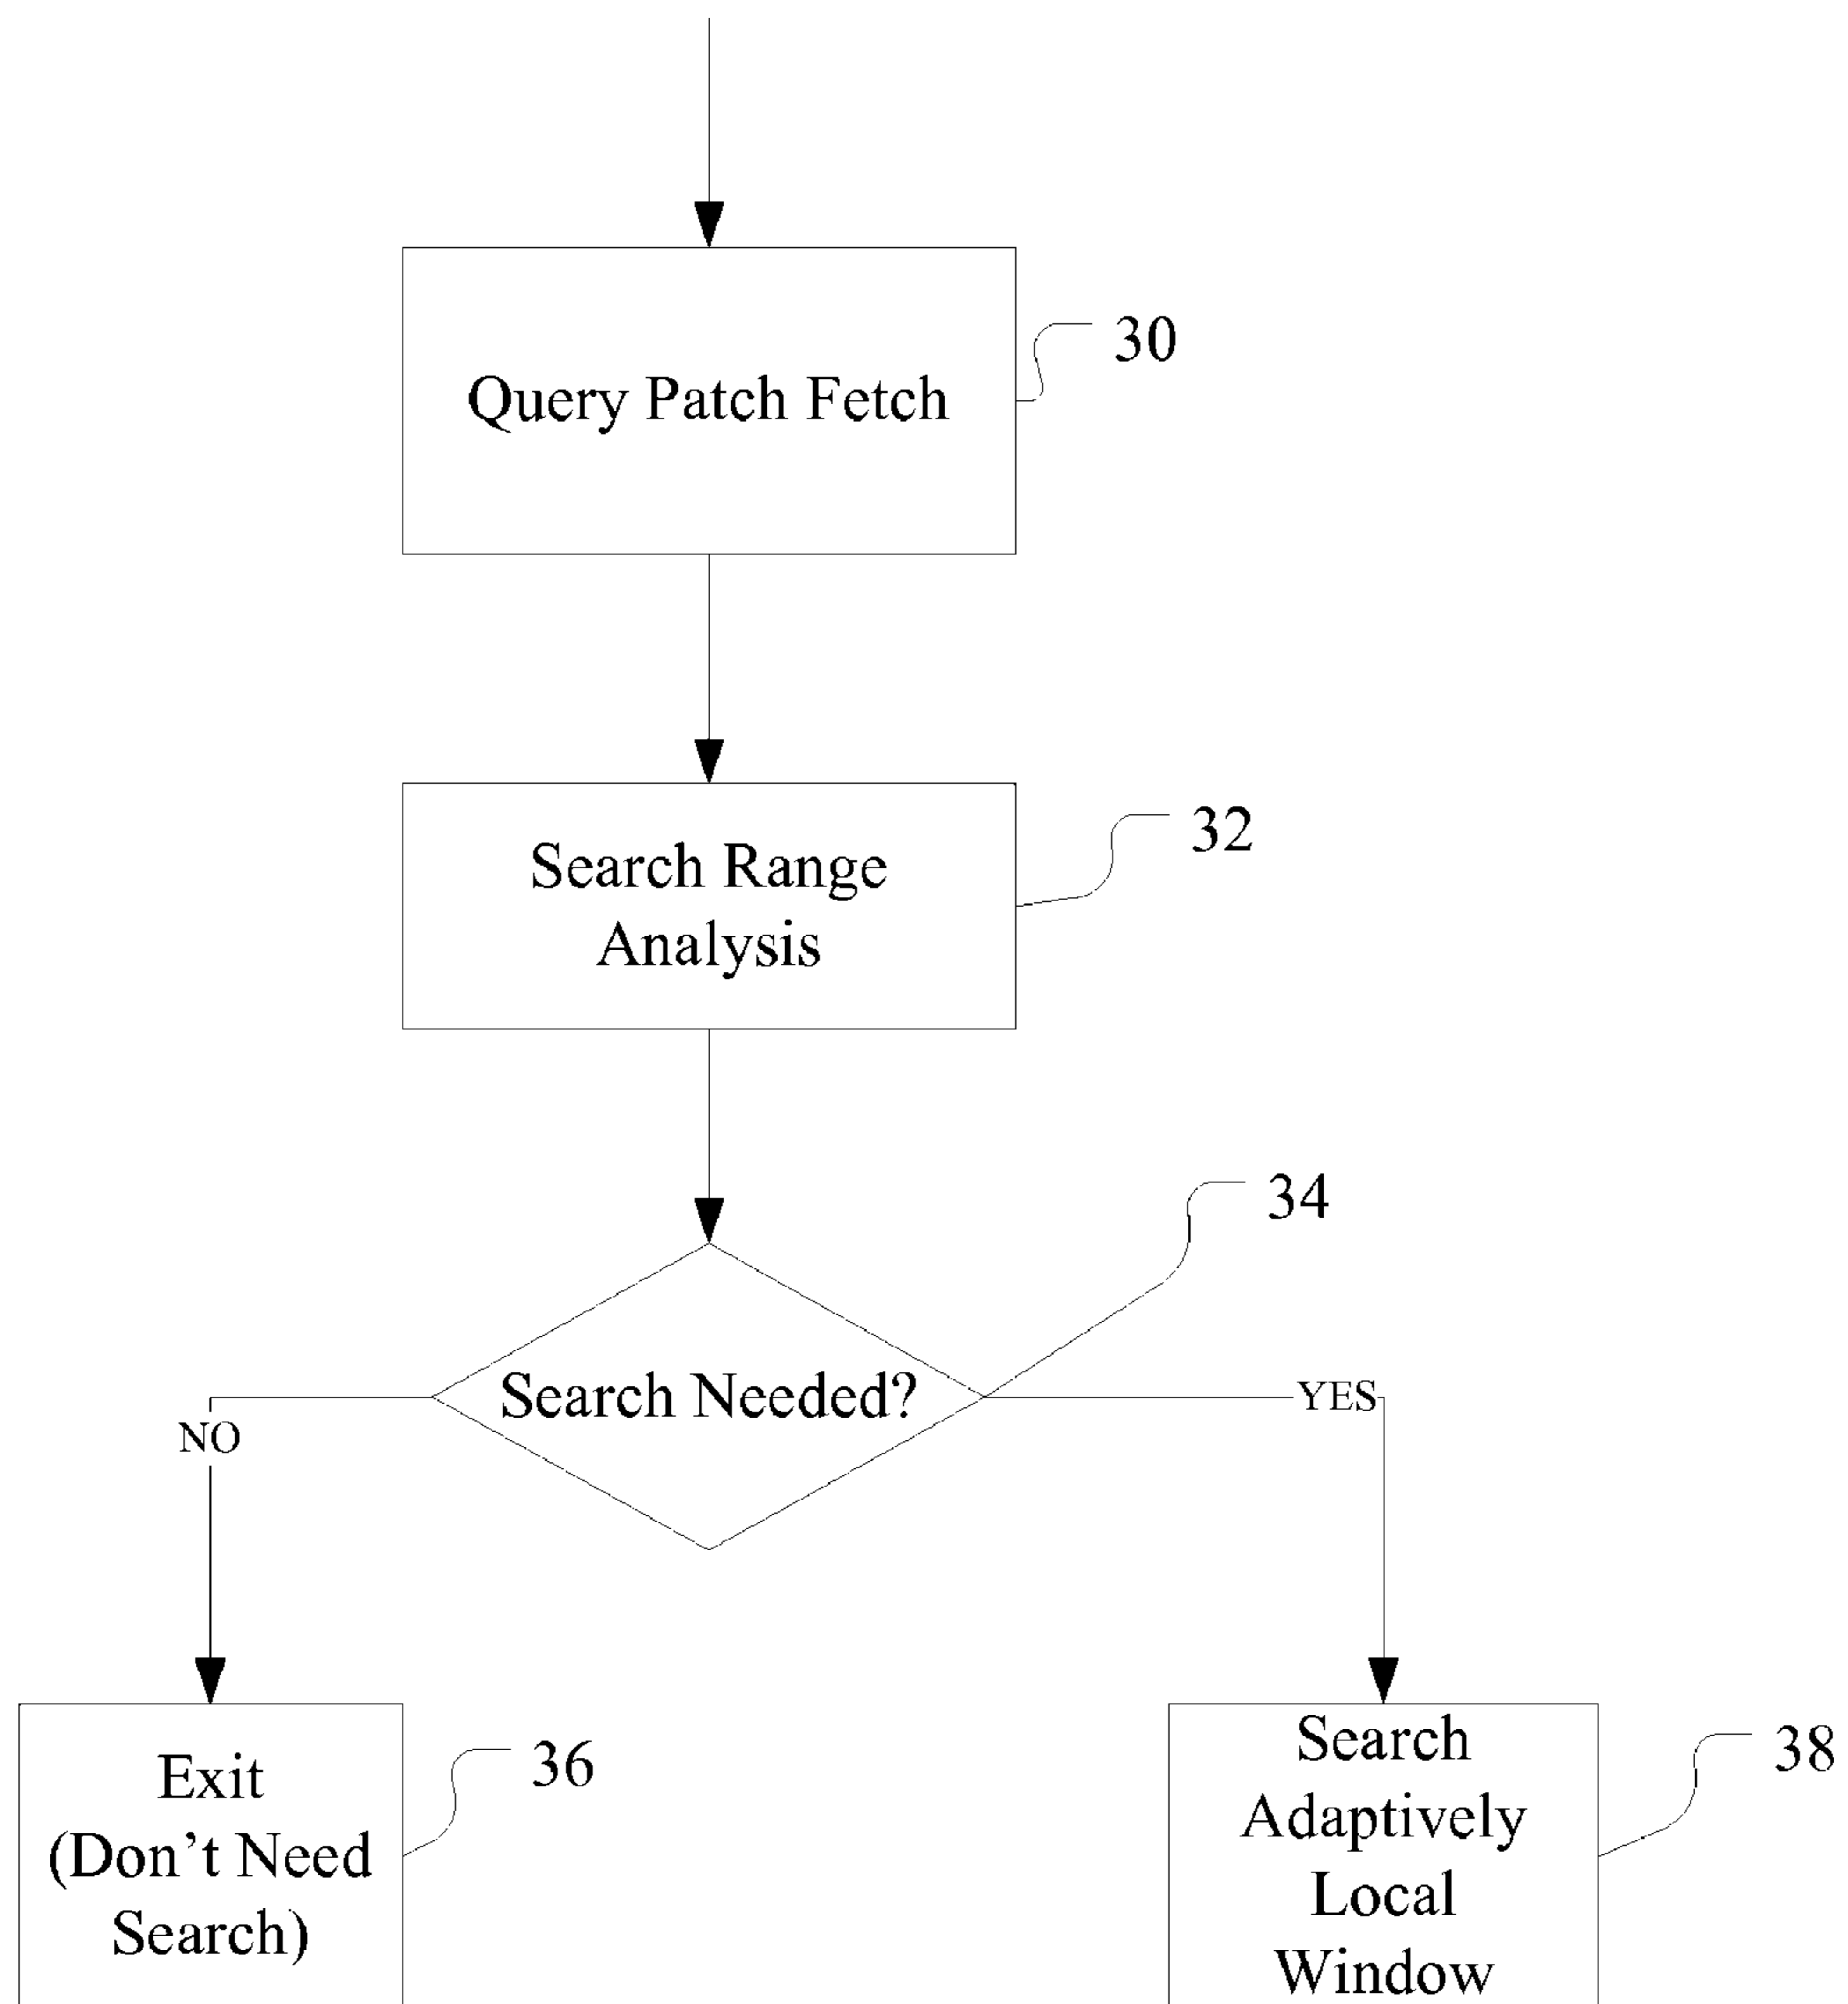 Query Patch Fetch
30
Search Range
Analysis
32
34
Search Needed?
NO
YES
Exit
(Don’t Need
Search)
36
Search
Adaptively
Local
Window
38